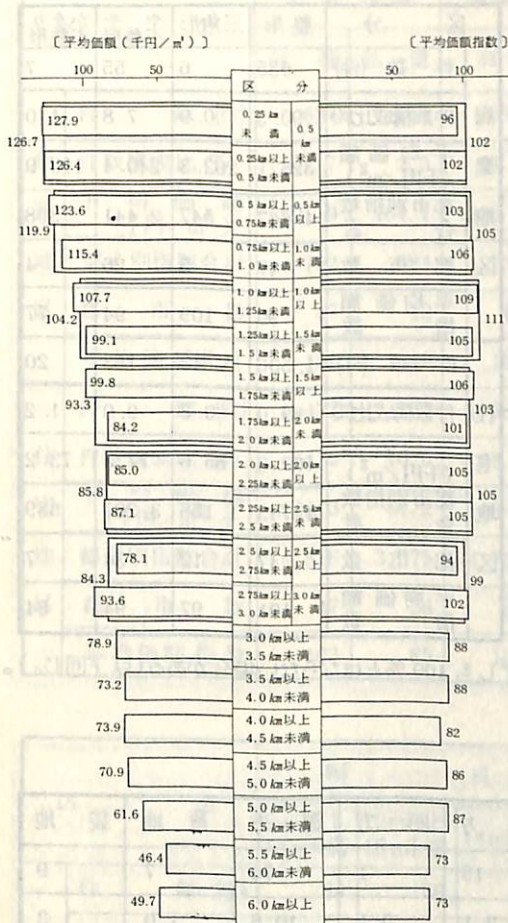 〔平均価額（千円／㎡）〕 〔平均価額指数〕
100 50 50 100
区 分
127.9 0.25㎞未満 96
126.7 0.5㎞未満 102
126.4 0.25㎞以上0.5㎞未満 102
123.6 0.5㎞以上0.75㎞未満 103
119.9 0.5㎞以上1.0㎞未満 105
115.4 0.75㎞以上1.0㎞未満 106
107.7 1.0㎞以上1.25㎞未満 109
104.2 1.0㎞以上1.5㎞未満 111
99.1 1.25㎞以上1.5㎞未満 105
99.8 1.5㎞以上1.75㎞未満 106
93.3 1.5㎞以上2.0㎞未満 103
84.2 1.75㎞以上2.0㎞未満 101
85.0 2.0㎞以上2.25㎞未満 105
85.8 2.0㎞以上2.5㎞未満 105
87.1 2.25㎞以上2.5㎞未満 105
78.1 2.5㎞以上2.75㎞未満 94
84.3 2.5㎞以上3.0㎞未満 99
93.6 2.75㎞以上3.0㎞未満 102
78.9 3.0㎞以上3.5㎞未満 88
73.2 3.5㎞以上4.0㎞未満 88
73.9 4.0㎞以上4.5㎞未満 82
70.9 4.5㎞以上5.0㎞未満 86
61.6 5.0㎞以上5.5㎞未満 87
46.4 5.5㎞以上6.0㎞未満 73
49.7 6.0㎞以上 73